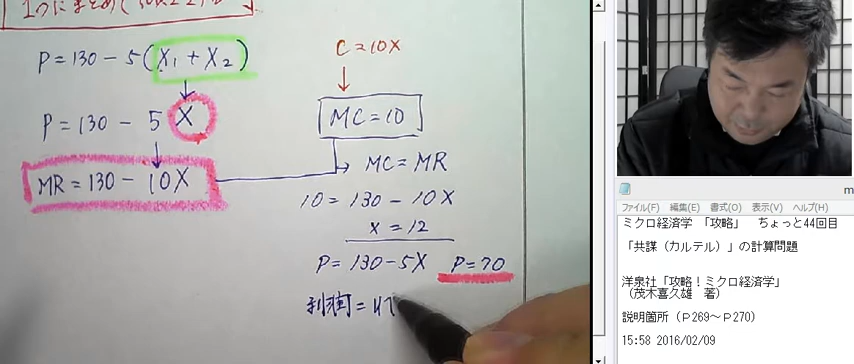 1つにまとめ
P=130-5(X₁+X₂)
P=130-5X
MR=130-10X
C=10X
MC=10
MC=MR
10=130-10X
x=12
P=130-5X P=70
利潤=収
m
ファイル(F) 編集(E) 書式(O) 表示(V) ヘルプ(H)
ミクロ経済学 「攻略」 ちょっと44回目
「共謀(カルテル)」の計算問題
洋泉社「攻略!ミクロ経済学」
(茂木喜久雄 著)
説明箇所(P269~P270)
15:58 2016/02/09